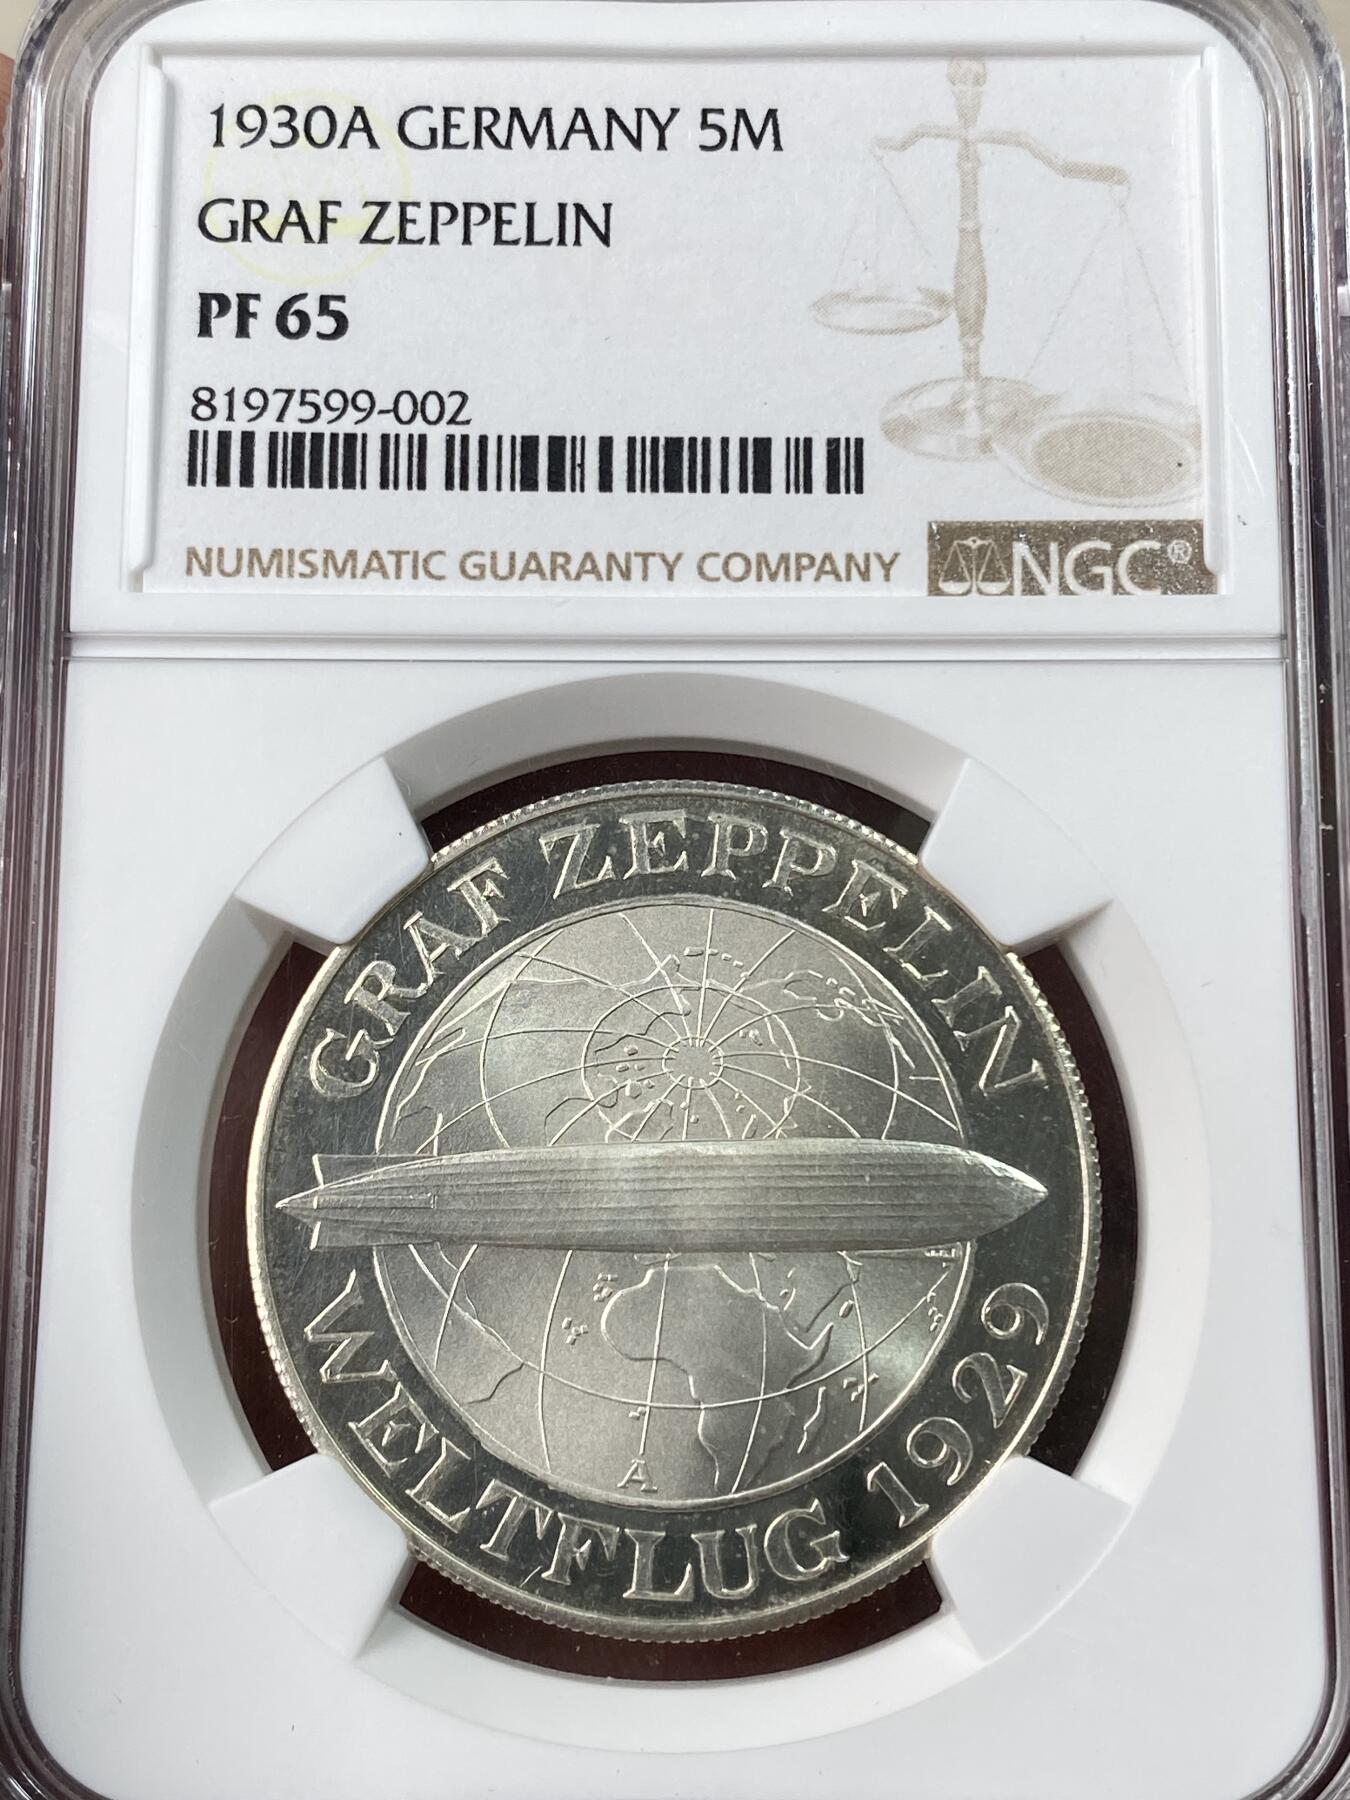 1930A GERMANY 5M
GRAF ZEPPELIN
PF 65
8197599-002
NUMISMATIC GUARANTY COMPANY NGC®
GRAF ZEPPELIN
A
WELTFLUG 1929